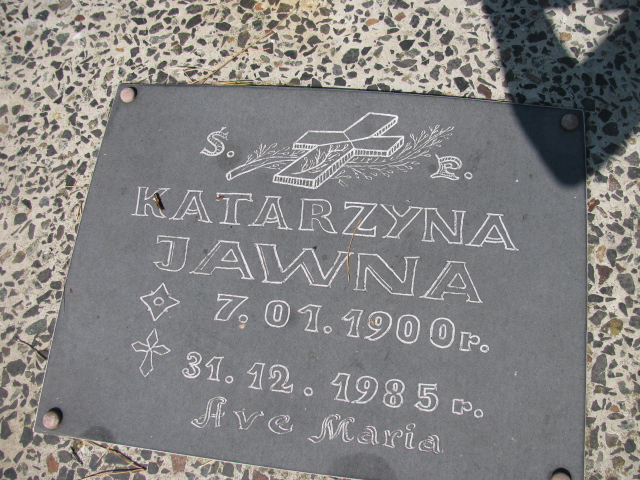 Ś. P.
KATARZYNA
JAWNA
7. 01. 1900 r.
31. 12. 1985 r.
Ave Maria